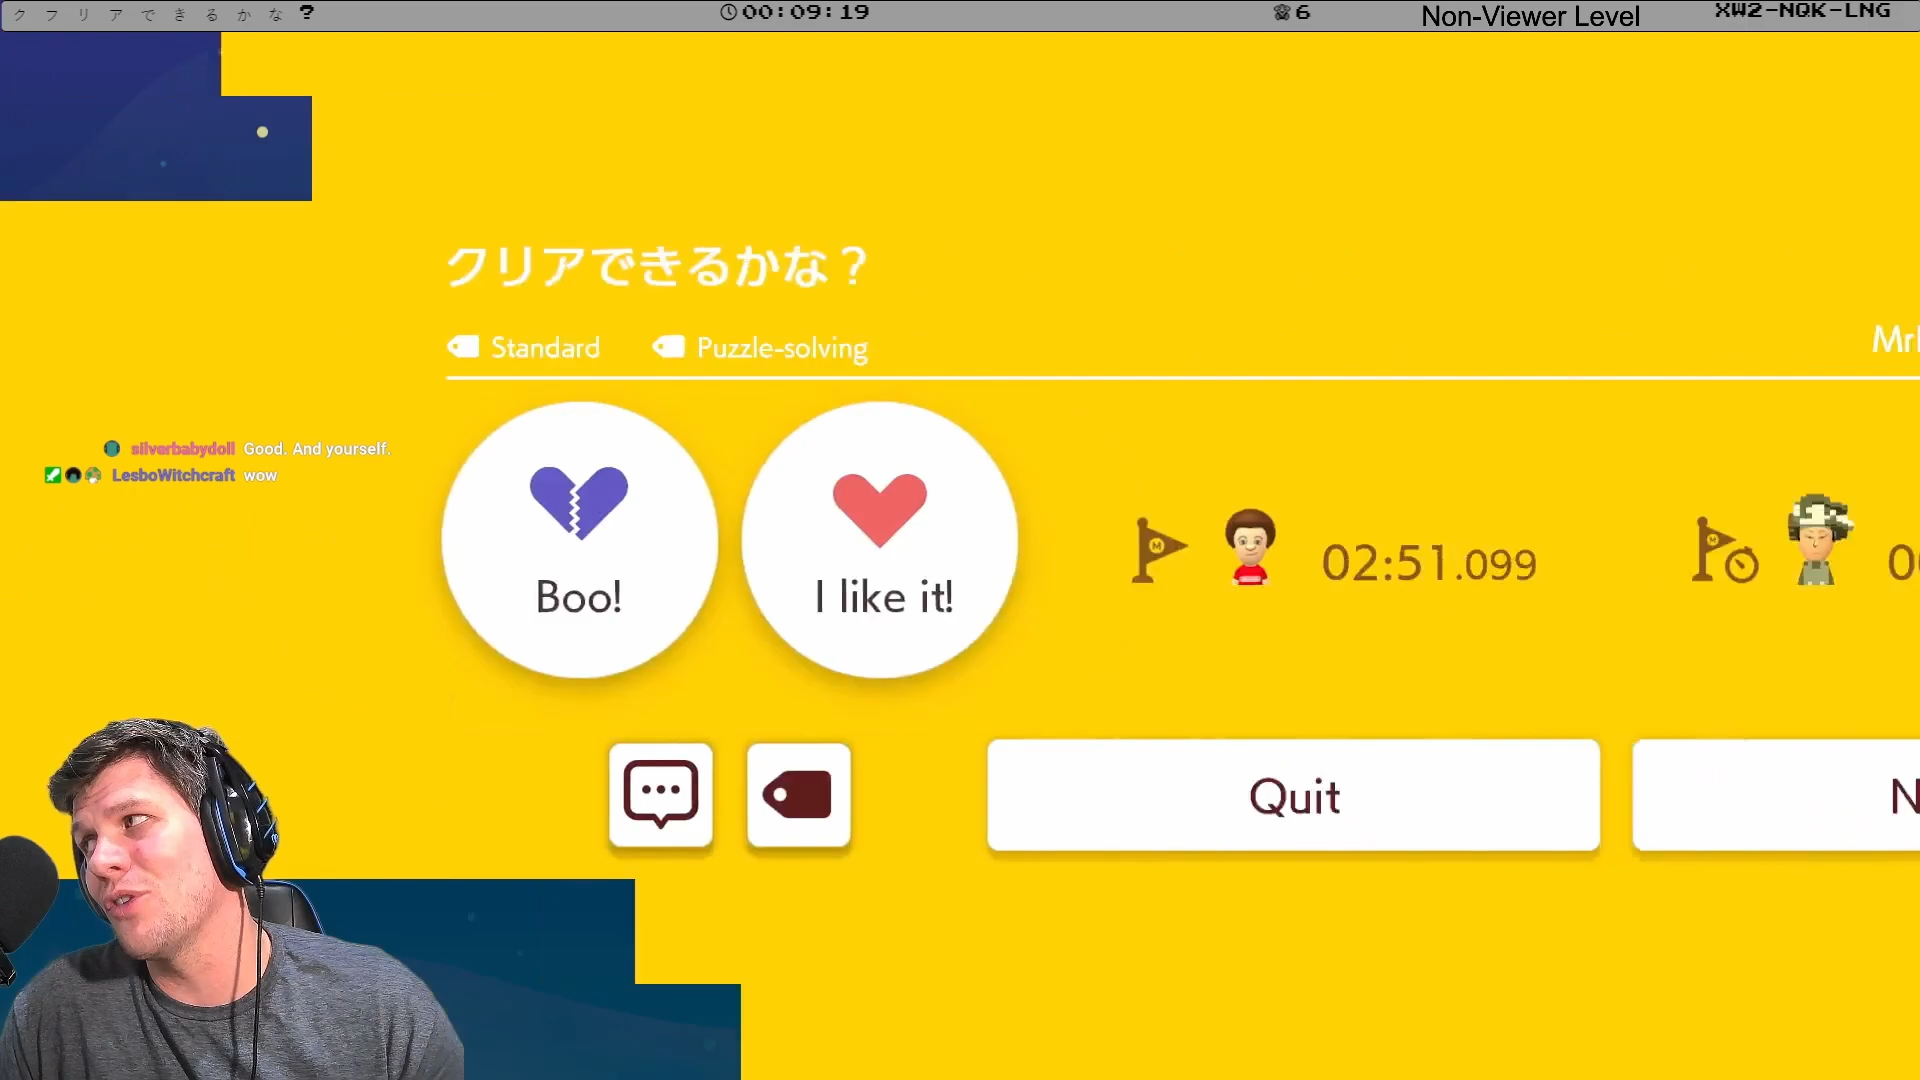 クフリアできるかな? 00:09:19 6 Non-Viewer Level XW2-NQK-LNG
クリアできるかな？
Standard Puzzle-solving
silverbabydoll Good. And yourself.
LesboWitchcraft wow
Boo! I like it! 02:51.099
Quit